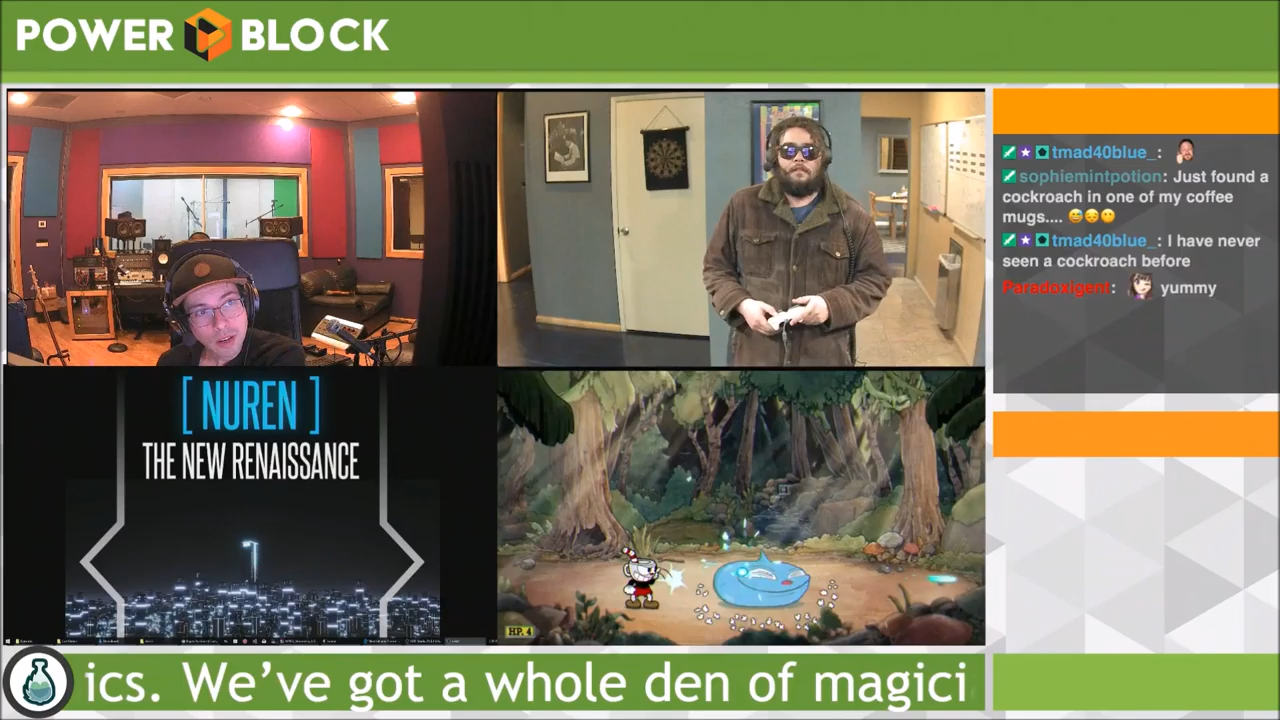 POWER BLOCK
tmad40blue_:
sophiemintpotion: Just found a
cockroach in one of my coffee
mugs....
tmad40blue_: I have never
seen a cockroach before
Paradoxigent: yummy
[ NUREN ]
THE NEW RENAISSANCE
HP. 4
ics. We've got a whole den of magici